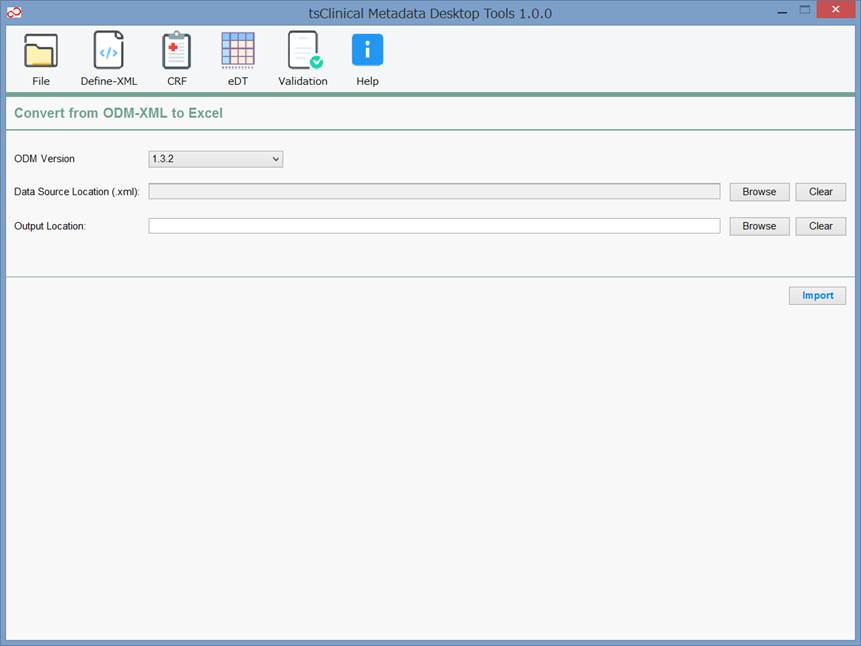 tsClinical Metadata Desktop Tools 1.0.0
File Define-XML CRF eDT Validation Help
Convert from ODM-XML to Excel
ODM Version 1.3.2
Data Source Location (.xml): Browse Clear
Output Location: Browse Clear
Import